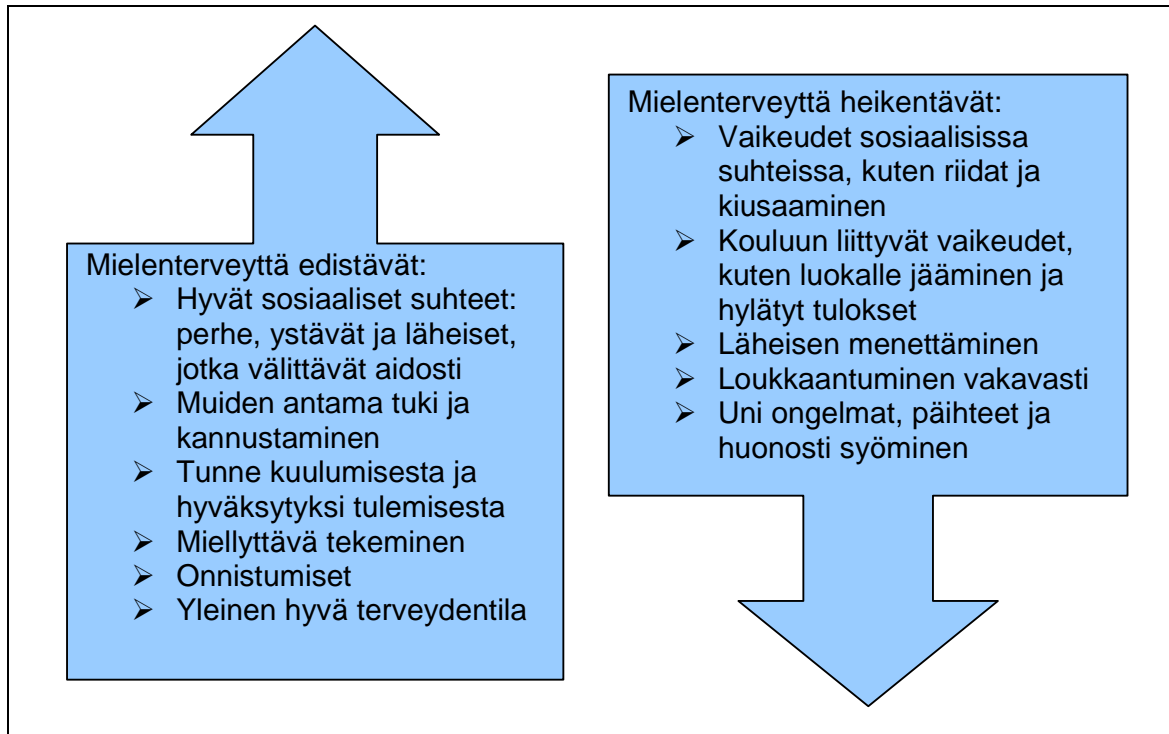 Mielenterveyttä edistävät:
➢ Hyvät sosiaaliset suhteet:
perhe, ystävät ja läheiset,
jotka välittävät aidosti
➢ Muiden antama tuki ja
kannustaminen
➢ Tunne kuulumisesta ja
hyväksytyksi tulemisesta
➢ Miellyttävä tekeminen
➢ Onnistumiset
➢ Yleinen hyvä terveydentila
Mielenterveyttä heikentävät:
➢ Vaikeudet sosiaalisissa
suhteissa, kuten riidat ja
kiusaaminen
➢ Kouluun liittyvät vaikeudet,
kuten luokalle jääminen ja
hylätyt tulokset
➢ Läheisen menettäminen
➢ Loukkaantuminen vakavasti
➢ Uni ongelmat, päihteet ja
huonosti syöminen